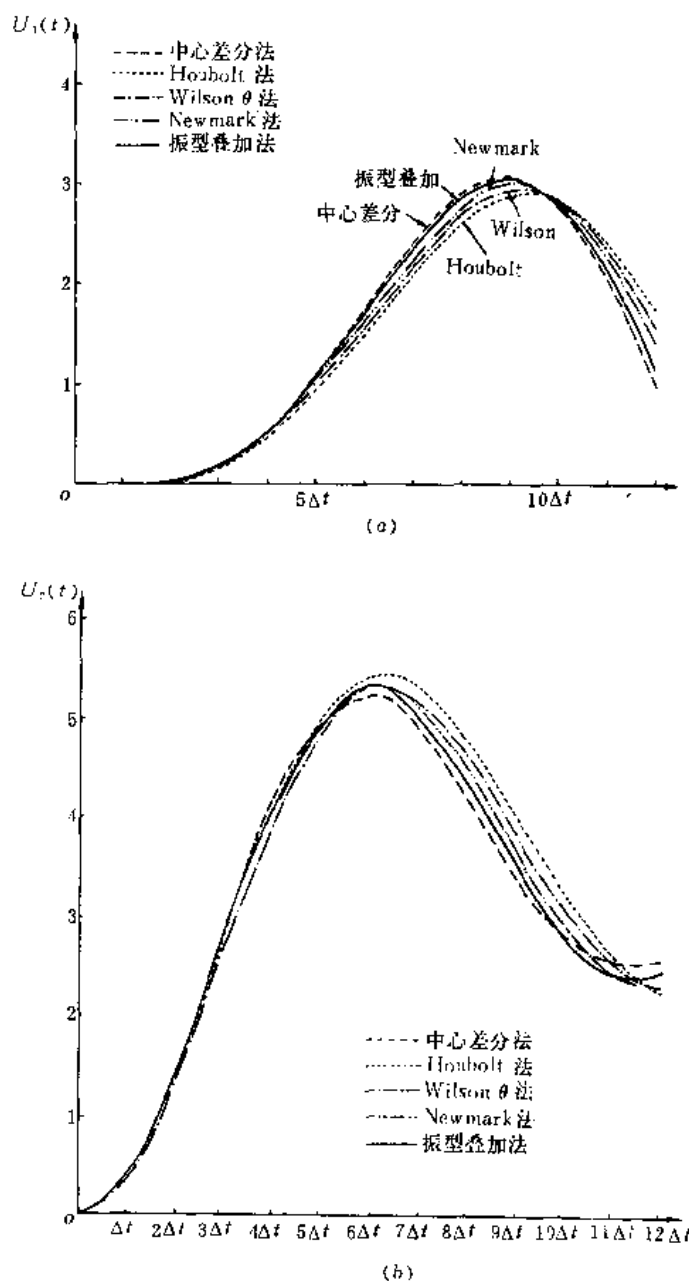 U₁(t)
中心差分法
Houbolt 法
Wilson θ 法
Newmark 法
振型叠加法
4
3
2
1
o
Newmark
振型叠加
中心差分
Wilson
Houbolt
5Δt
10Δt
(a)
U₂(t)
6
5
4
3
2
1
o
中心差分法
Houbolt 法
Wilson θ 法
Newmark 法
振型叠加法
Δt 2Δt 3Δt 4Δt 5Δt 6Δt 7Δt 8Δt 9Δt 10Δt 11Δt 12Δt
(b)